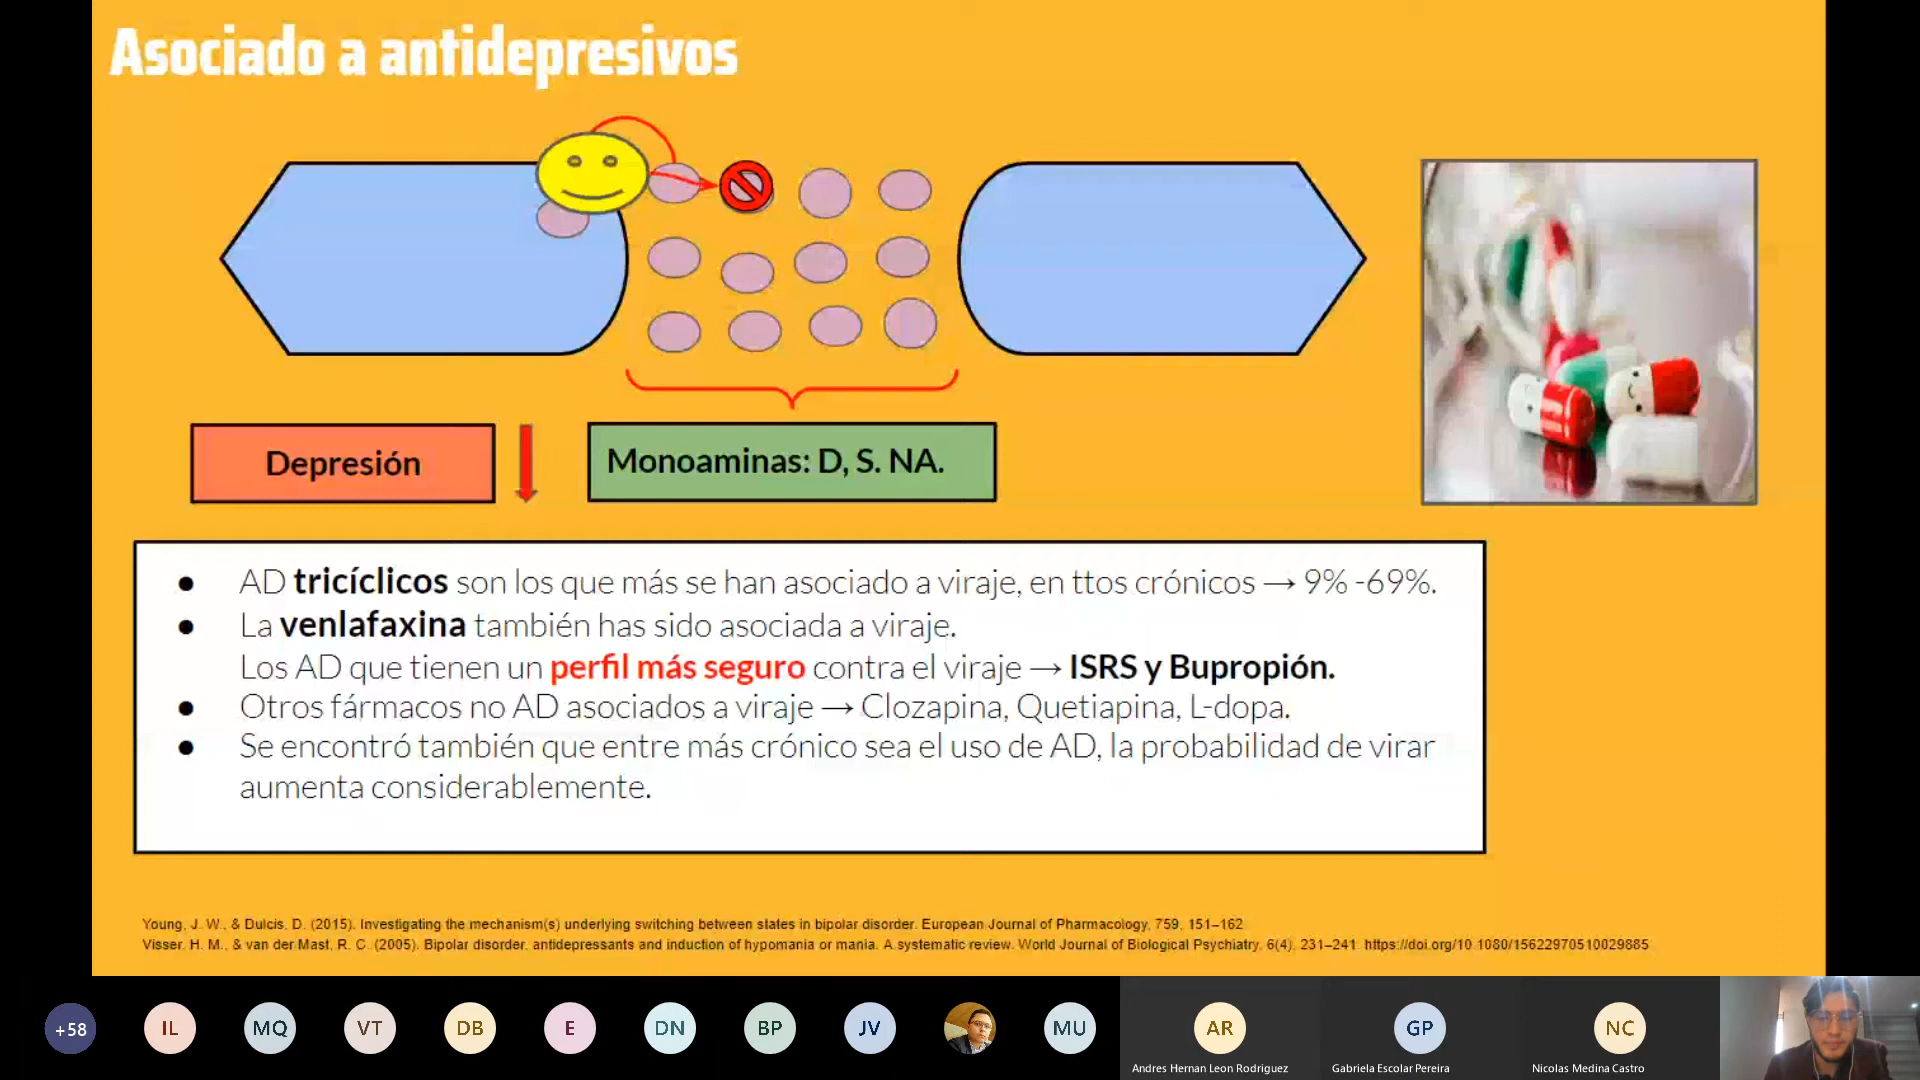 Asociado a antidepresivos
Depresión
Monoaminas: D, S. NA.
● AD tricíclicos son los que más se han asociado a viraje, en ttos crónicos → 9% -69%.
● La venlafaxina también has sido asociada a viraje.
Los AD que tienen un perfil más seguro contra el viraje → ISRS y Bupropión.
● Otros fármacos no AD asociados a viraje → Clozapina, Quetiapina, L-dopa.
● Se encontró también que entre más crónico sea el uso de AD, la probabilidad de virar
aumenta considerablemente.
Young, J. W., & Dulcis, D. (2015). Investigating the mechanism(s) underlying switching between states in bipolar disorder. European Journal of Pharmacology, 759, 151–162
Visser, H. M., & van der Mast, R. C. (2005). Bipolar disorder, antidepressants and induction of hypomania or mania. A systematic review. World Journal of Biological Psychiatry, 6(4), 231–241 https://doi.org/10.1080/15622970510029885
+58
IL
MQ
VT
DB
E
DN
BP
JV
MU
AR
GP
NC
Andres Hernan Leon Rodriguez
Gabriela Escolar Pereira
Nicolas Medina Castro